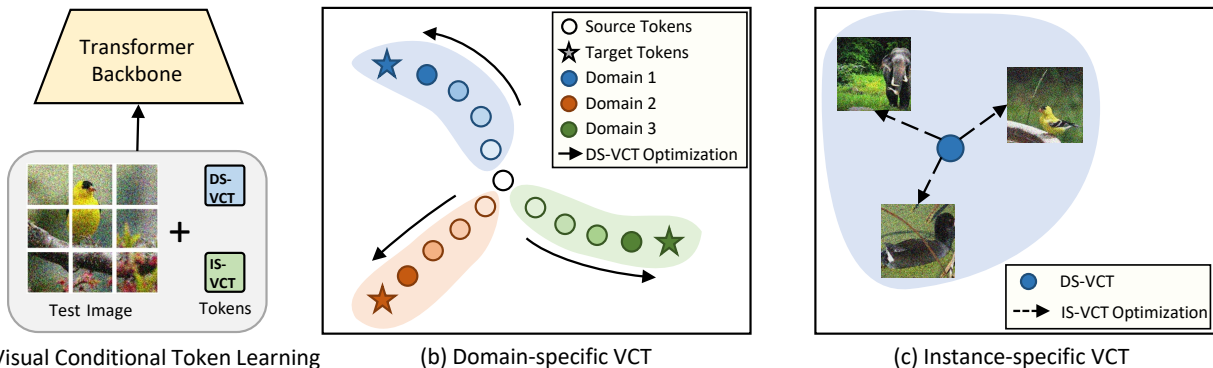 Transformer
Backbone
DS-
VCT
+
IS-
VCT
Test Image
Tokens
Visual Conditional Token Learning
Source Tokens
Target Tokens
Domain 1
Domain 2
Domain 3
DS-VCT Optimization
(b) Domain-specific VCT
DS-VCT
IS-VCT Optimization
(c) Instance-specific VCT